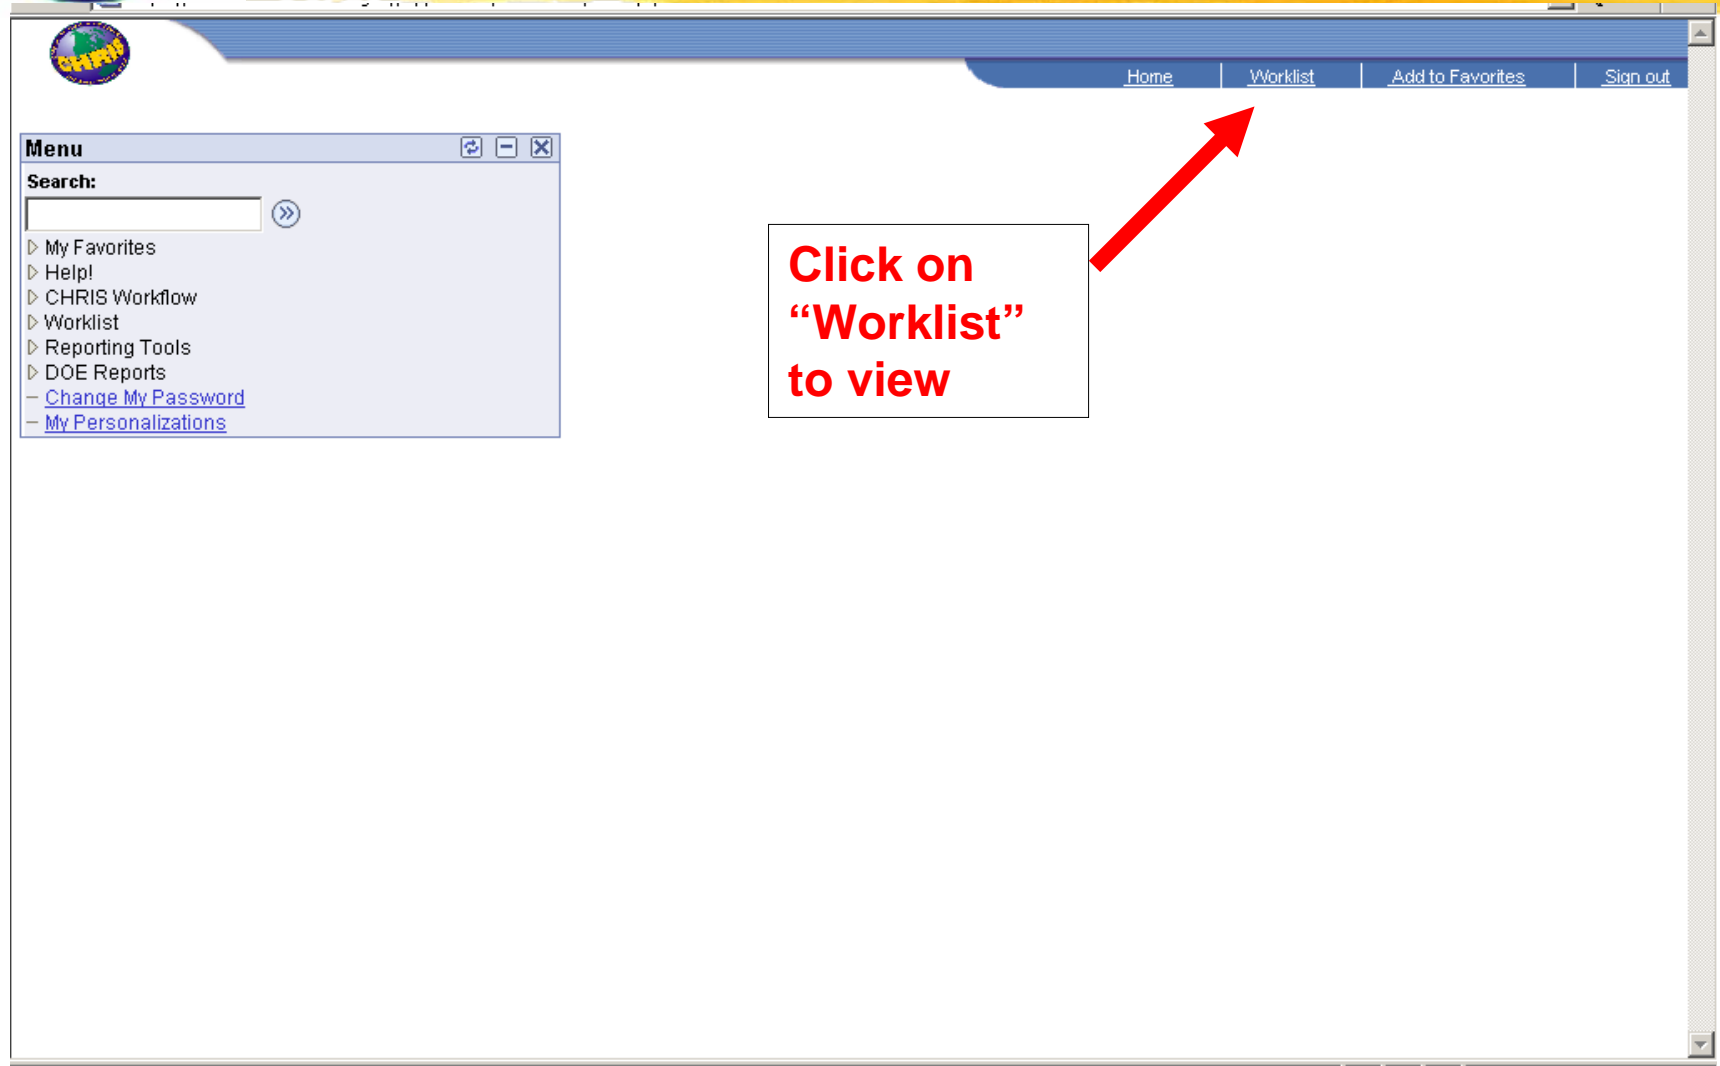 CHRIS
Home Worklist Add to Favorites Sign out
Menu
Search:
My Favorites
Help!
CHRIS Workflow
Worklist
Reporting Tools
DOE Reports
Change My Password
My Personalizations
Click on
“Worklist”
to view